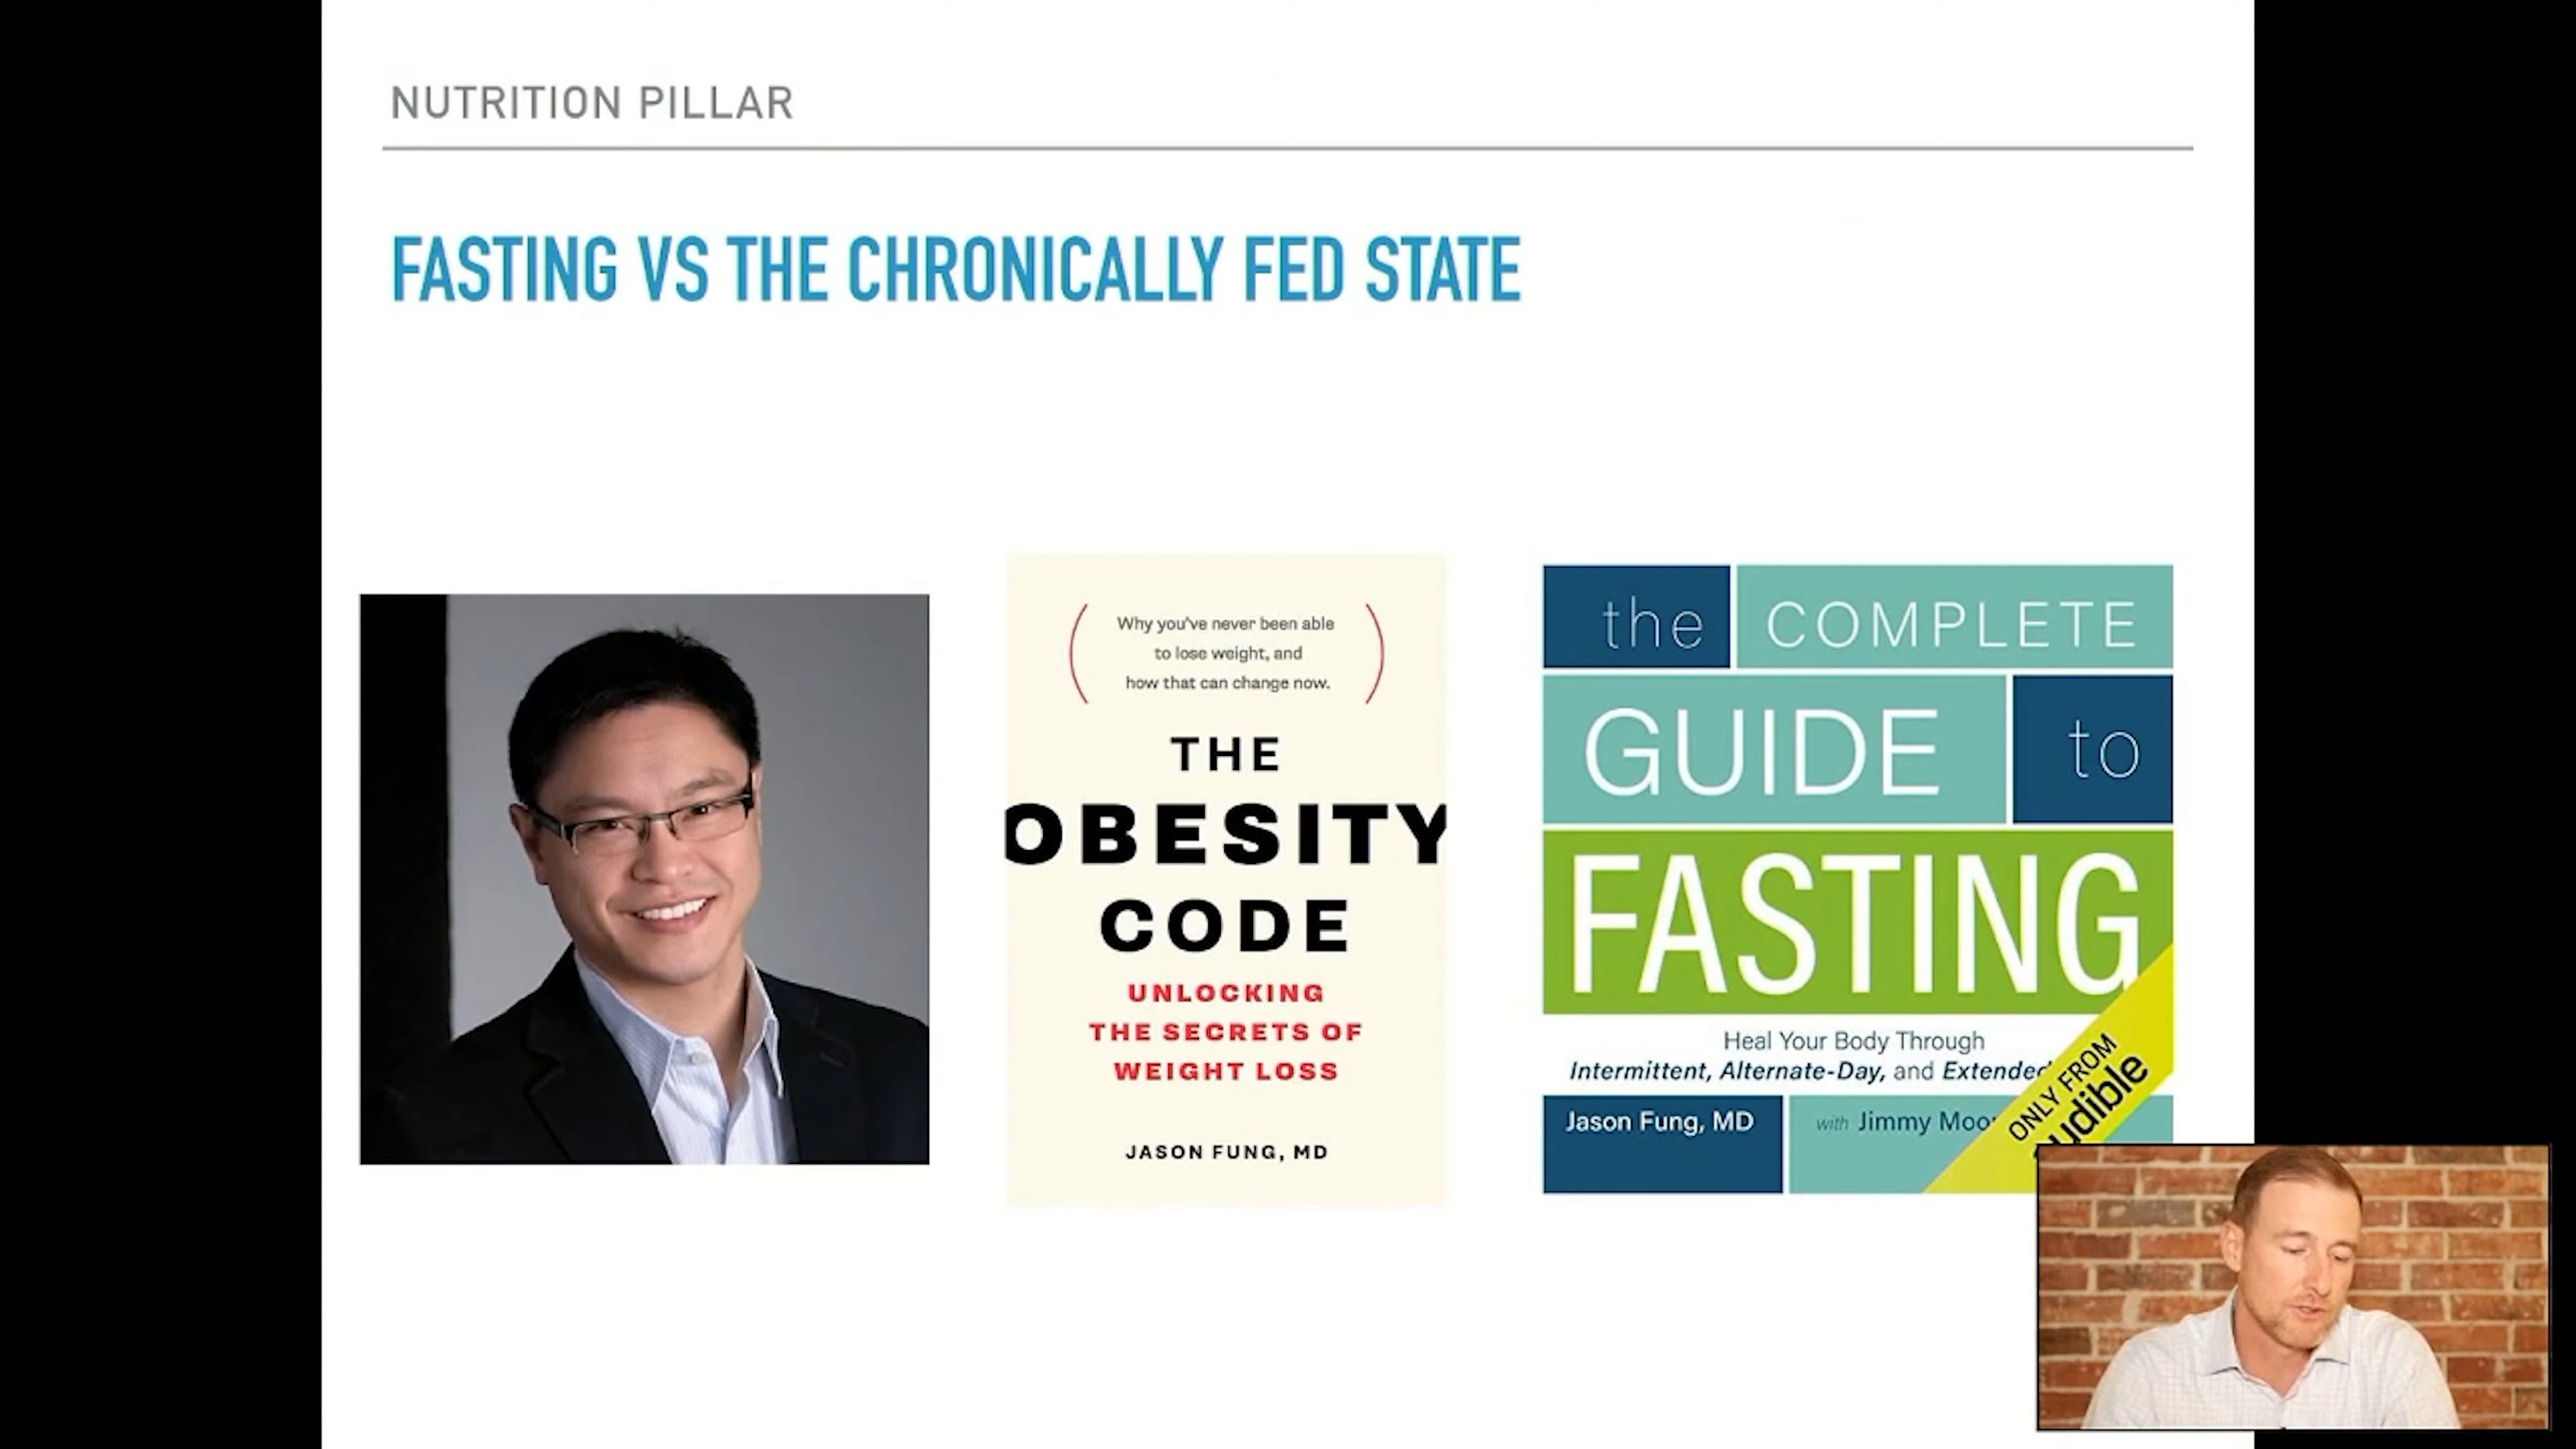 NUTRITION PILLAR
FASTING VS THE CHRONICALLY FED STATE
Why you've never been able
to lose weight, and
how that can change now.
THE
OBESITY
CODE
UNLOCKING
THE SECRETS OF
WEIGHT LOSS
JASON FUNG, MD
the COMPLETE
GUIDE to
FASTING
Heal Your Body Through
Intermittent, Alternate-Day, and Extended
Jason Fung, MD
with Jimmy
ONLY FROM